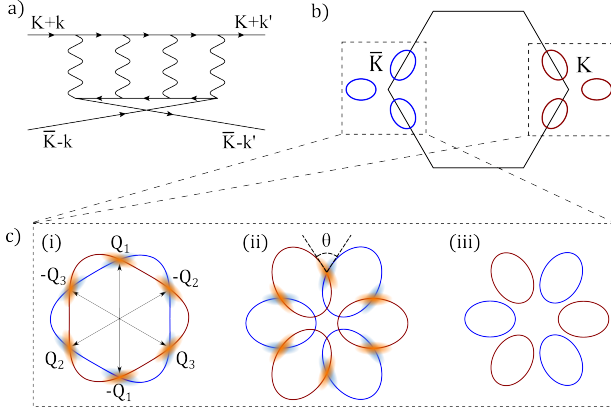 a)
K+k
K+k'
K̅-k
K̅-k'
b)
K̅
K
c)
(i)
Q₁
-Q₃
-Q₂
Q₂
Q₃
-Q₁
(ii)
θ
(iii)